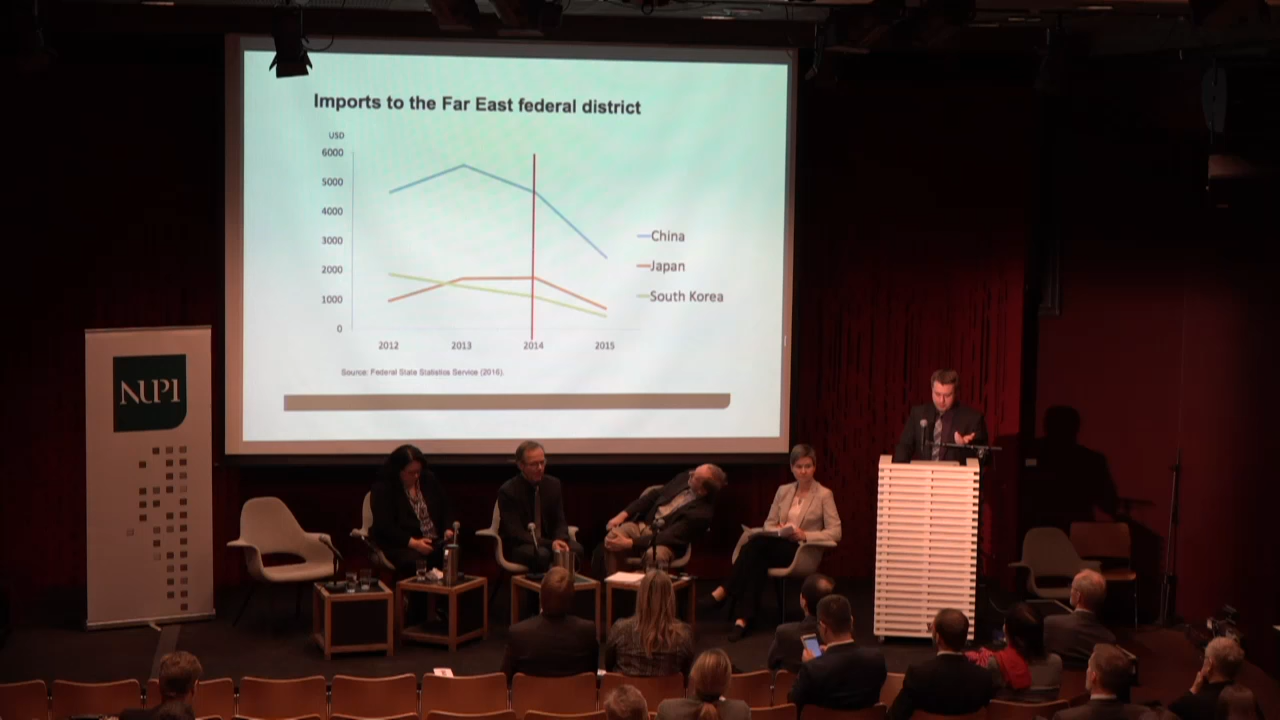 Imports to the Far East federal district
USD
6000
5000
4000
3000
2000
1000
0
2012
2013
2014
2015
China
Japan
South Korea
Source: Federal State Statistics Service (2016).
NUPI